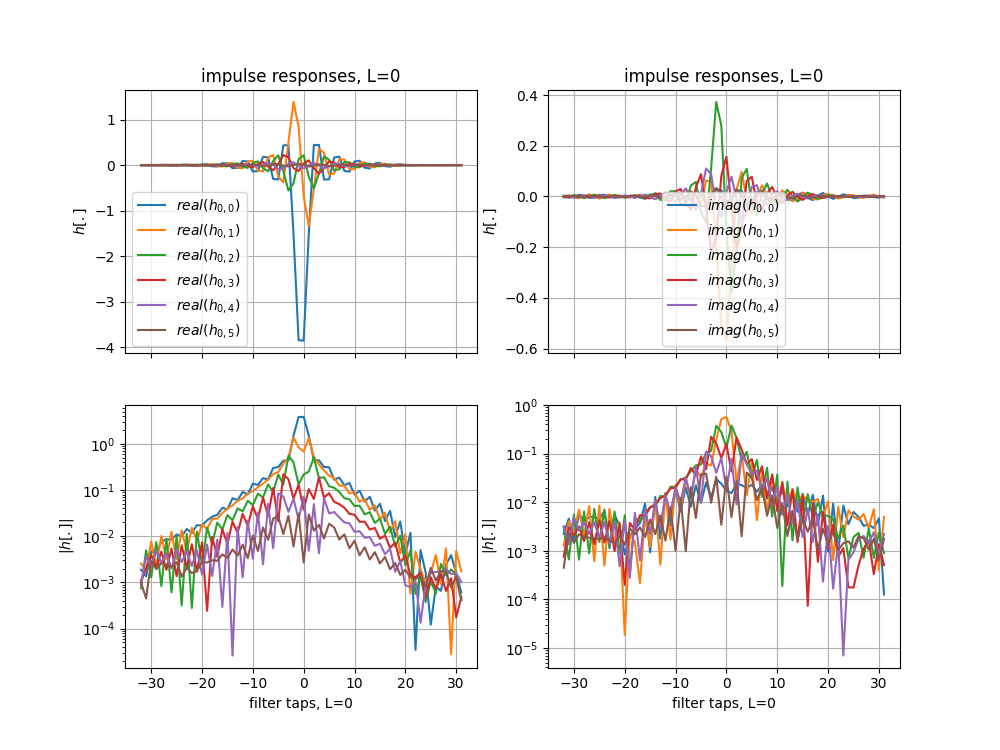 impulse responses, L=0
impulse responses, L=0
1
0
−1
−2
−3
−4
h[.]
real(h0,0)
real(h0,1)
real(h0,2)
real(h0,3)
real(h0,4)
real(h0,5)
0.4
0.2
0.0
−0.2
−0.4
−0.6
h[.]
imag(h0,0)
imag(h0,1)
imag(h0,2)
imag(h0,3)
imag(h0,4)
imag(h0,5)
10^0
10^−1
10^−2
10^−3
10^−4
|h[.]|
−30 −20 −10 0 10 20 30
filter taps, L=0
10^0
10^−1
10^−2
10^−3
10^−4
10^−5
|h[.]|
−30 −20 −10 0 10 20 30
filter taps, L=0